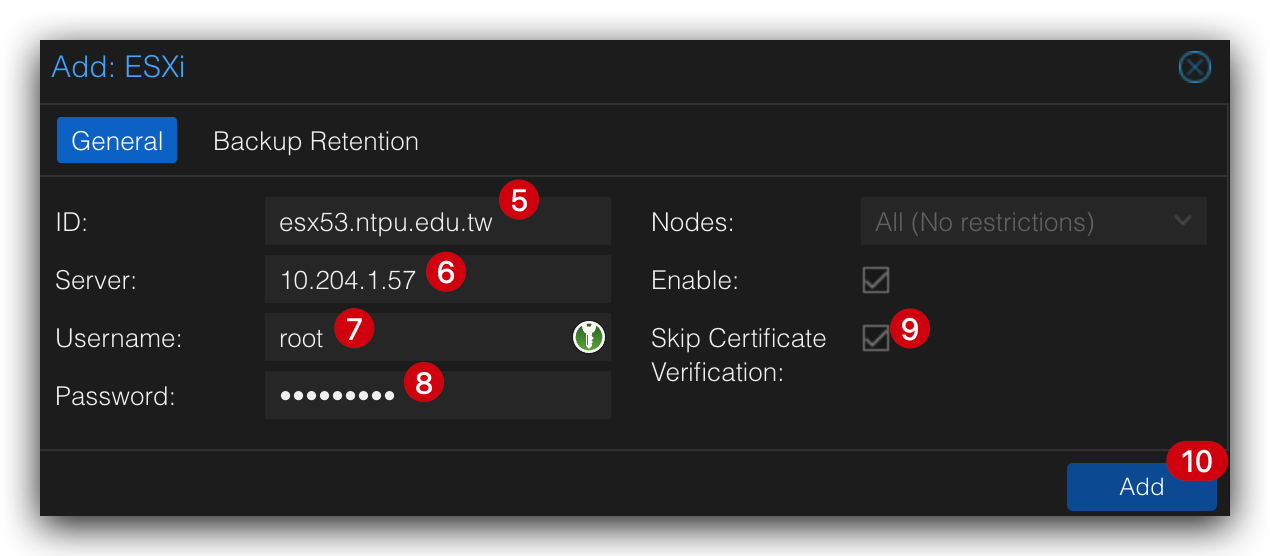 Add: ESXi
General Backup Retention
ID: esx53.ntpu.edu.tw 5
Server: 10.204.1.57 6
Username: root 7
Password: ••••••••• 8
Nodes: All (No restrictions)
Enable:
Skip Certificate 9
Verification:
10
Add